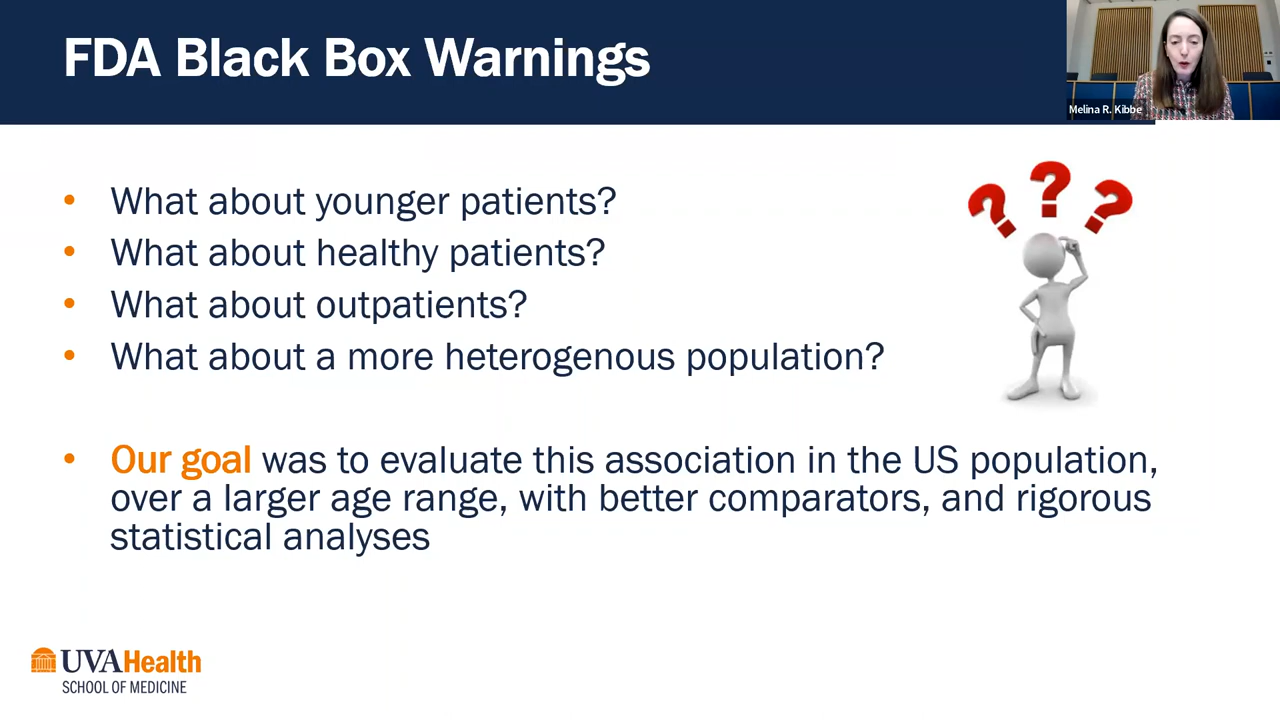 FDA Black Box Warnings
Melina R. Kibbe
• What about younger patients?
• What about healthy patients?
• What about outpatients?
• What about a more heterogenous population?
? ? ?
• Our goal was to evaluate this association in the US population,
over a larger age range, with better comparators, and rigorous
statistical analyses
UVAHealth
SCHOOL OF MEDICINE